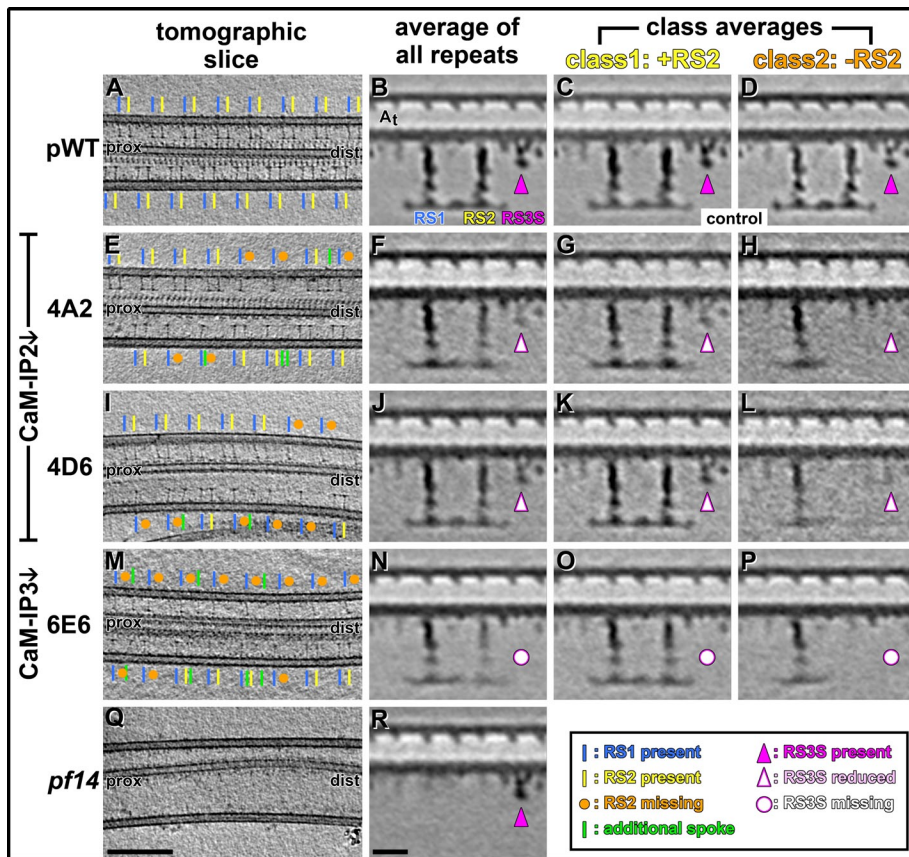 tomographic slice
average of all repeats
class averages
class1: +RS2
class2: -RS2
pWT
A
prox
dist
B
At
RS1
RS2
RS3S
C
D
control
CaM-IP2↓
4A2
E
prox
dist
F
G
H
4D6
I
prox
dist
J
K
L
CaM-IP3↓
6E6
M
prox
dist
N
O
P
pf14
Q
prox
dist
R
: RS1 present
: RS2 present
: RS2 missing
: additional spoke
: RS3S present
: RS3S reduced
: RS3S missing